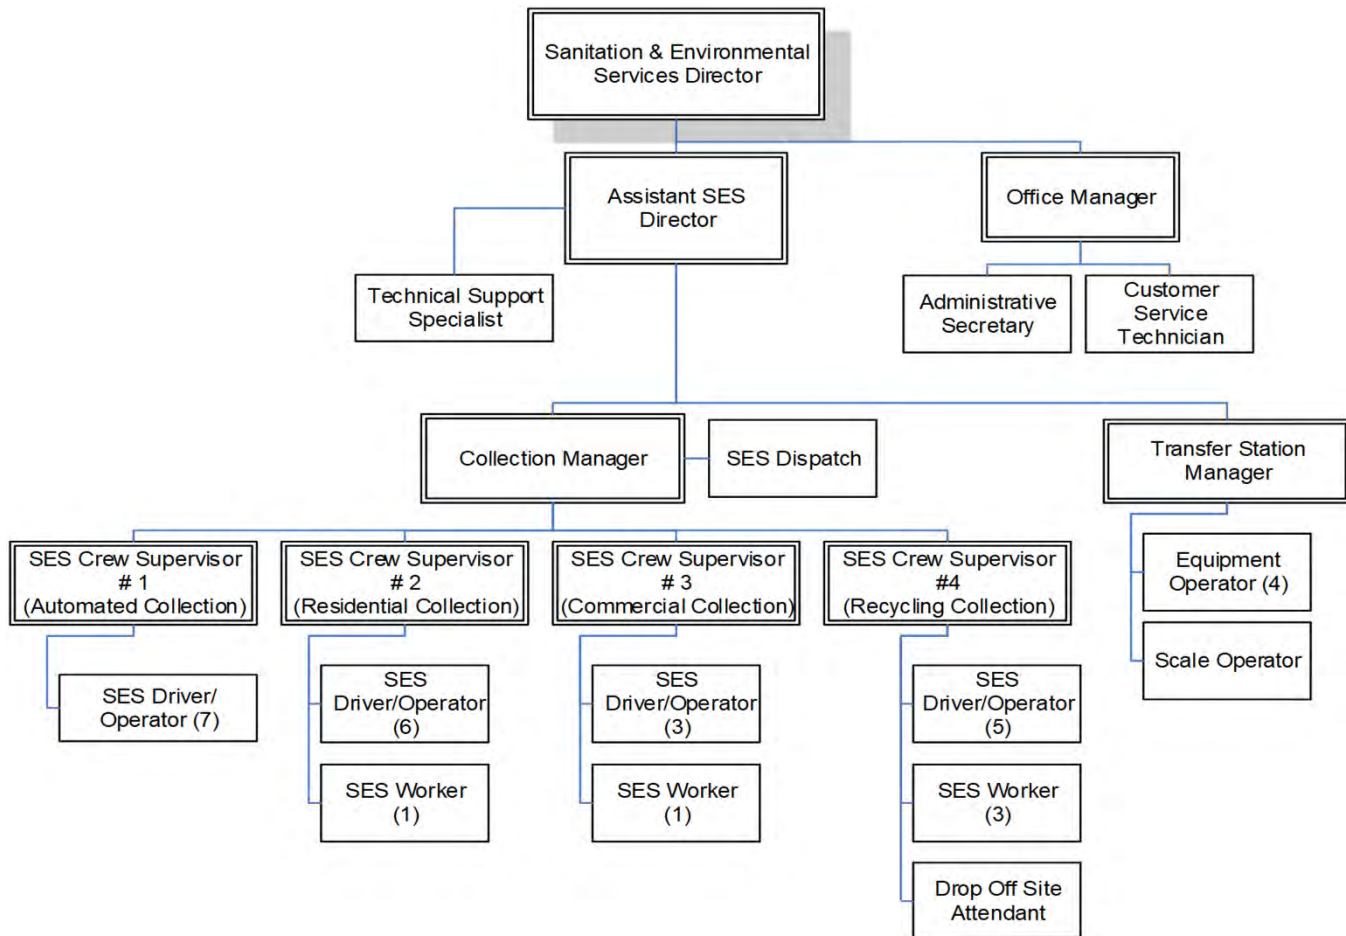 Sanitation & Environmental
Services Director
Assistant SES
Director
Office Manager
Technical Support
Specialist
Administrative
Secretary
Customer
Service
Technician
Collection Manager
SES Dispatch
Transfer Station
Manager
SES Crew Supervisor
# 1
(Automated Collection)
SES Crew Supervisor
# 2
(Residential Collection)
SES Crew Supervisor
# 3
(Commercial Collection)
SES Crew Supervisor
#4
(Recycling Collection)
Equipment
Operator (4)
Scale Operator
SES Driver/
Operator (7)
SES
Driver/Operator
(6)
SES Worker
(1)
SES
Driver/Operator
(3)
SES Worker
(1)
SES
Driver/Operator
(5)
SES Worker
(3)
Drop Off Site
Attendant